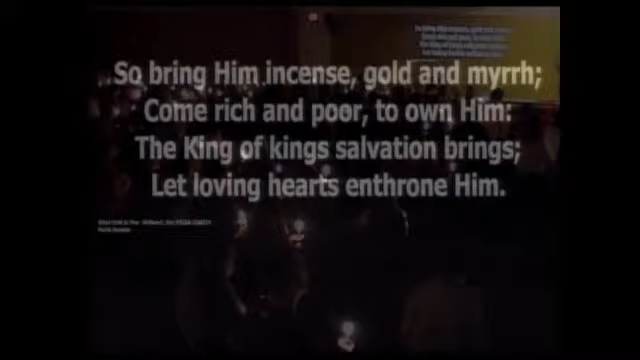 So bring Him incense, gold and myrrh;
Come rich and poor, to own Him:
The King of kings salvation brings;
Let loving hearts enthrone Him.